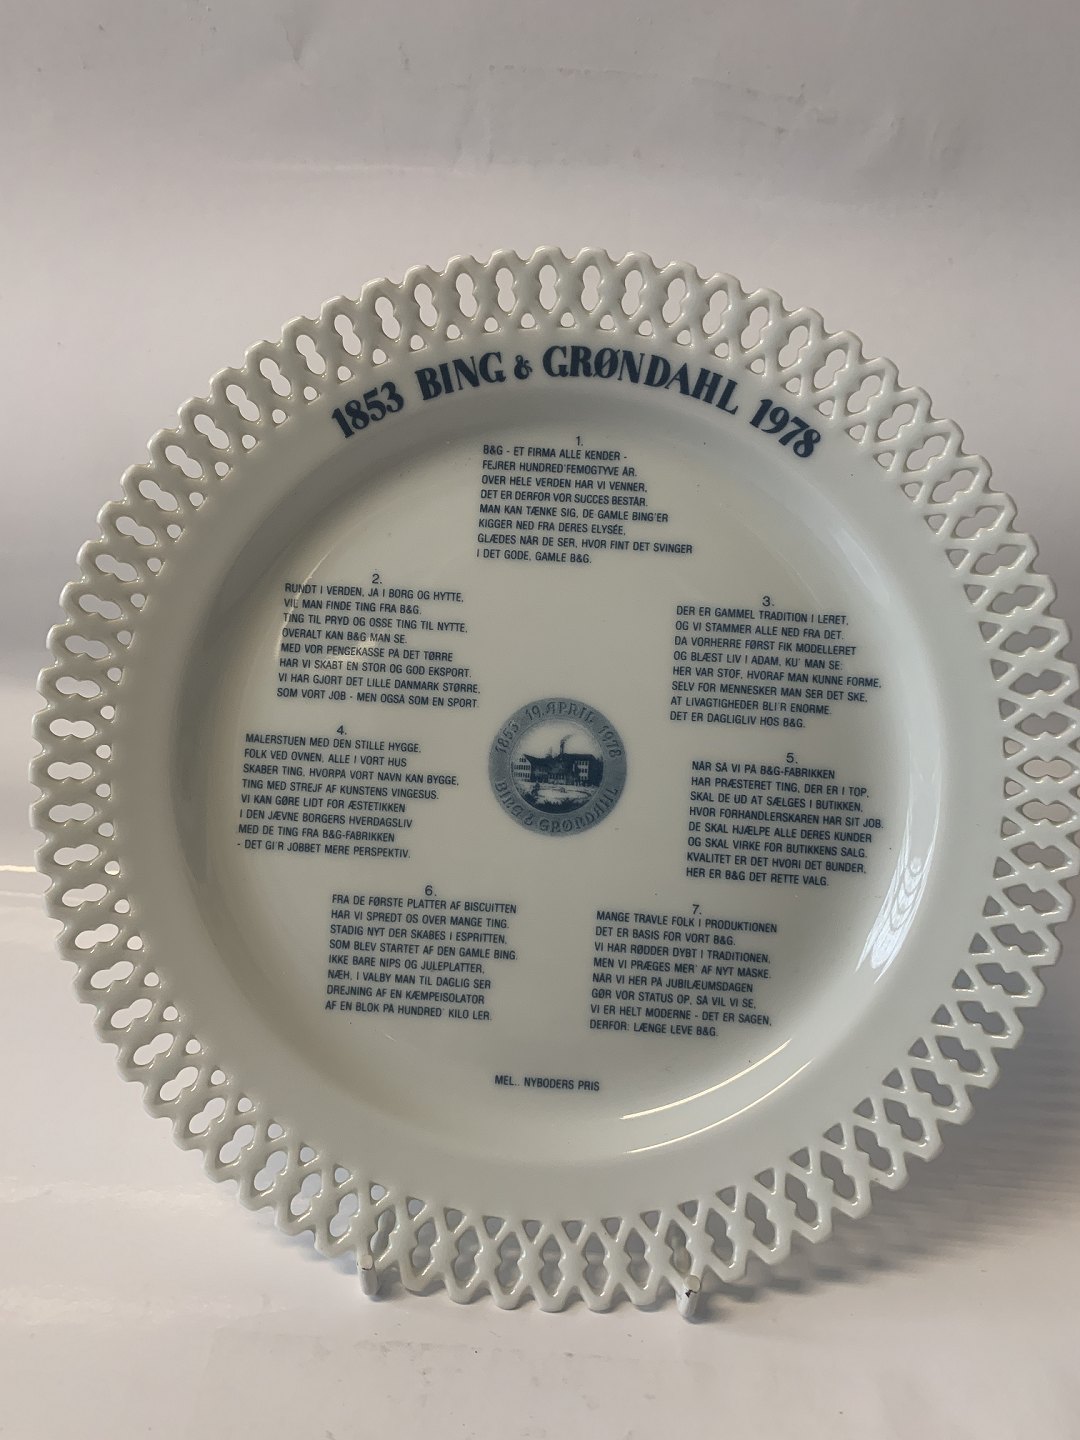 1853 BING & GRØNDAHL 1978
1.
B&G - ET FIRMA ALLE KENDER -
FEJRER HUNDRED'FEMOGTYVE ÅR.
OVER HELE VERDEN HAR VI VENNER,
DET ER DERFOR VOR SUCCES BESTÅR.
MAN KAN TÆNKE SIG, DE GAMLE BING'ER
KIGGER NED FRA DERES ELYSÉE,
GLÆDES NÅR DE SER, HVOR FINT DET SVINGER
I DET GODE, GAMLE B&G.
2.
RUNDT I VERDEN, JA I BORG OG HYTTE,
VIL MAN FINDE TING FRA B&G.
TING TIL PRYD OG OSSE TING TIL NYTTE,
OVERALT KAN B&G MAN SE.
MED VOR PENGEKASSE PÅ DET TØRRE
HAR VI SKABT EN STOR OG GOD EKSPORT.
VI HAR GJORT DET LILLE DANMARK STØRRE,
SOM VORT JOB - MEN OGSÅ SOM EN SPORT.
3.
DER ER GAMMEL TRADITION I LERET,
OG VI STAMMER ALLE NED FRA DET.
DA VORHERRE FØRST FIK MODELLERET
OG BLÆST LIV I ADAM, KU' MAN SE:
HER VAR STOF, HVORAF MAN KUNNE FORME,
SELV FOR MENNESKER MAN SER DET SKE,
AT LIVAGTIGHEDER BLI'R ENORME.
DET ER DAGLIGLIV HOS B&G.
4.
MALERSTUEN MED DEN STILLE HYGGE,
FOLK VED OVNEN, ALLE I VORT HUS
SKABER TING, HVORPÅ VORT NAVN KAN BYGGE,
TING MED STREJF AF KUNSTENS VINGESUS.
VI KAN GØRE LIDT FOR ÆSTETIKKEN
I DEN JÆVNE BORGERS HVERDAGSLIV
MED DE TING FRA B&G-FABRIKKEN
- DET GI'R JOBBET MERE PERSPEKTIV.
1853 19. APRIL 1978
BING & GRØNDAHL
5.
NÅR SÅ VI PÅ B&G-FABRIKKEN
HAR PRÆSTERET TING, DER ER I TOP,
SKAL DE UD AT SÆLGES I BUTIKKEN,
HVOR FORHANDLERSKAREN HAR SIT JOB.
DE SKAL HJÆLPE ALLE DERES KUNDER
OG SKAL VIRKE FOR BUTIKKENS SALG.
KVALITET ER DET HVORI DET BUNDER,
HER ER B&G DET RETTE VALG.
6.
FRA DE FØRSTE PLATTER AF BISCUITTEN
HAR VI SPREDT OS OVER MANGE TING.
STADIG NYT DER SKABES I ESPRITTEN,
SOM BLEV STARTET AF DEN GAMLE BING.
IKKE BARE NIPS OG JULEPLATTER,
NÆH, I VALBY MAN TIL DAGLIG SER
DREJNING AF EN KÆMPEISOLATOR
AF EN BLOK PÅ HUNDRED' KILO LER.
7.
MANGE TRAVLE FOLK I PRODUKTIONEN
DET ER BASIS FOR VORT B&G.
VI HAR RØDDER DYBT I TRADITIONEN,
MEN VI PRÆGES MER' AF NYT MÅSKE.
NÅR VI HER PÅ JUBILÆUMSDAGEN
GØR VOR STATUS OP, SÅ VIL VI SE,
VI ER HELT MODERNE - DET ER SAGEN,
DERFOR: LÆNGE LEVE B&G.
MEL.. NYBODERS PRIS